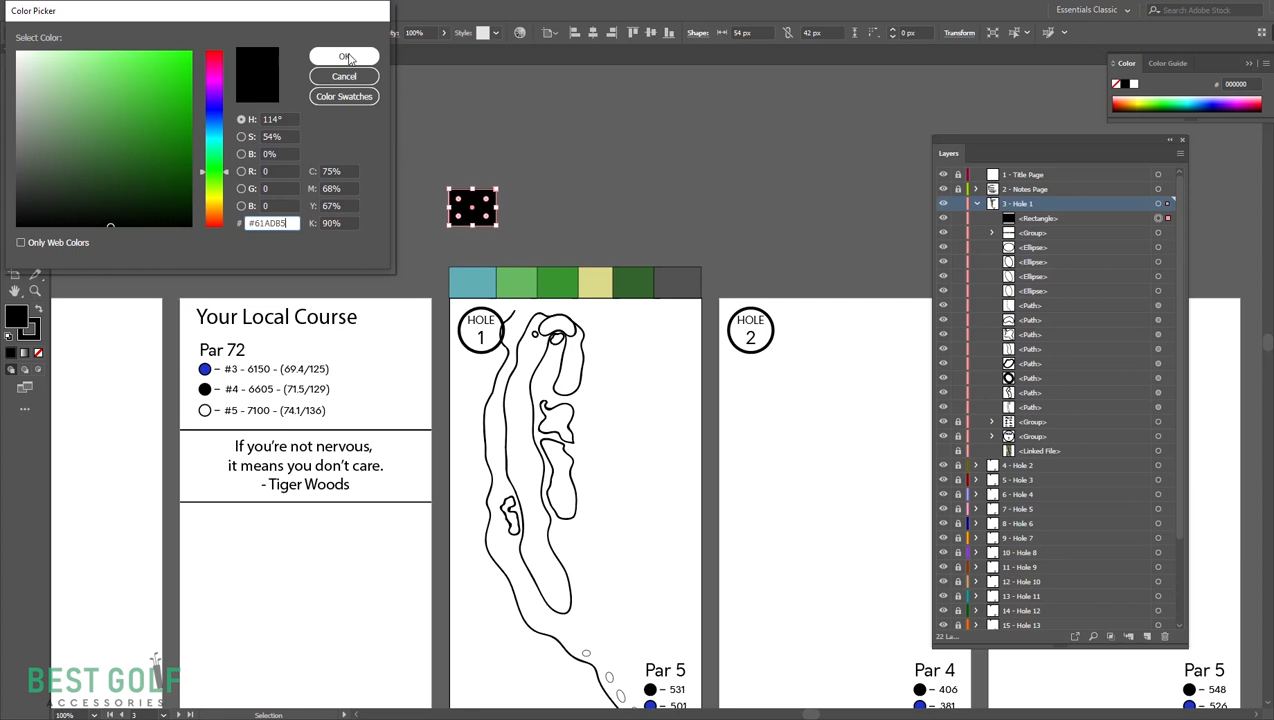 Color Picker
Select Color:
OK
Cancel
Color Swatches
H: 114°
S: 54%
B: 0%
R: 0
G: 0
B: 0
# #61ADB5
C: 75%
M: 68%
Y: 67%
K: 90%
Only Web Colors
100%
Style:
Shape:
54 px
42 px
0 px
Transform
Essentials Classic
Search Adobe Stock
Color
Color Guide
# 000000
Layers
1 - Title Page
2 - Notes Page
3 - Hole 1
<Rectangle>
<Group>
<Ellipse>
<Ellipse>
<Ellipse>
<Ellipse>
<Path>
<Path>
<Path>
<Path>
<Path>
<Path>
<Path>
<Path>
<Group>
<Group>
<Linked File>
4 - Hole 2
5 - Hole 3
6 - Hole 4
7 - Hole 5
8 - Hole 6
9 - Hole 7
10 - Hole 8
11 - Hole 9
12 - Hole 10
13 - Hole 11
14 - Hole 12
15 - Hole 13
22 La...
Your Local Course
Par 72
- #3 - 6150 - (69.4/125)
- #4 - 6605 - (71.5/129)
- #5 - 7100 - (74.1/136)
If you're not nervous,
it means you don't care.
- Tiger Woods
HOLE
1
HOLE
2
Par 5
- 531
- 501
Par 4
- 406
- 381
Par 5
- 548
- 526
BEST GOLF
ACCESSORIES
100%
3
Selection